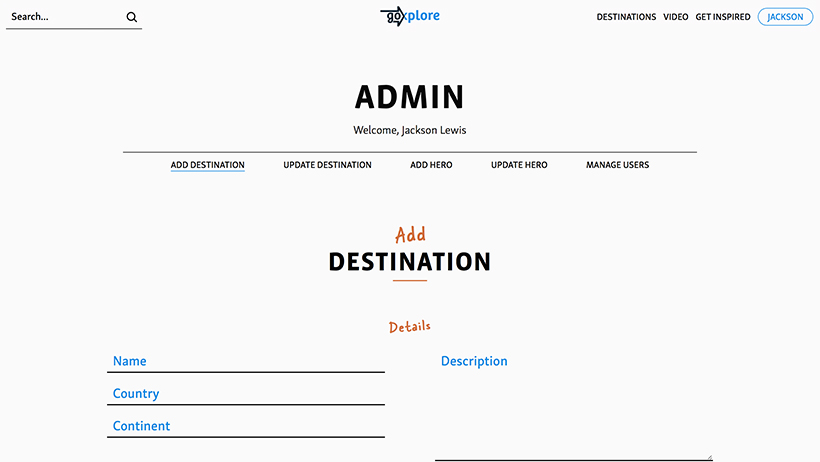 Search...
goxplore
DESTINATIONS VIDEO GET INSPIRED JACKSON
ADMIN
Welcome, Jackson Lewis
ADD DESTINATION UPDATE DESTINATION ADD HERO UPDATE HERO MANAGE USERS
Add
DESTINATION
Details
Name
Country
Continent
Description